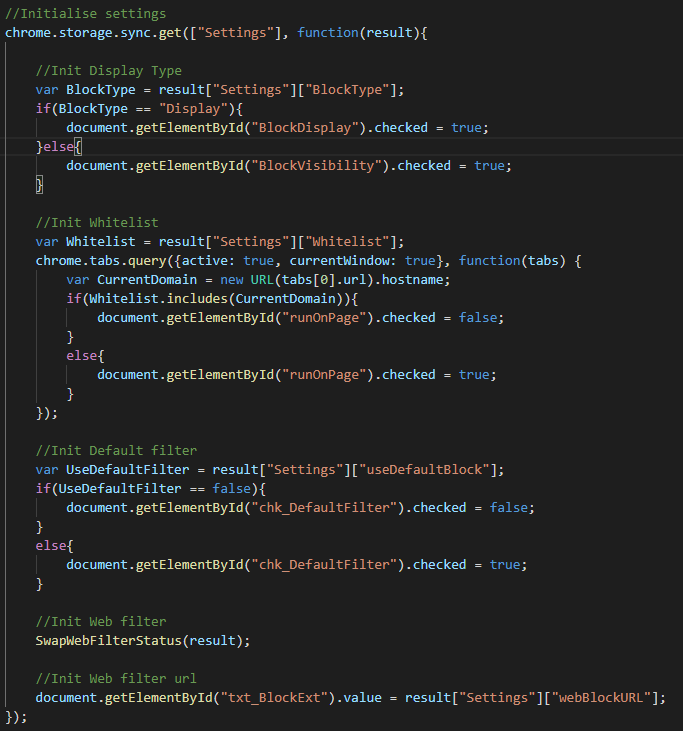 //Initialise settings
chrome.storage.sync.get(["Settings"], function(result){
//Init Display Type
var BlockType = result["Settings"]["BlockType"];
if(BlockType == "Display"){
document.getElementById("BlockDisplay").checked = true;
}else{
document.getElementById("BlockVisibility").checked = true;
}
//Init Whitelist
var Whitelist = result["Settings"]["Whitelist"];
chrome.tabs.query({active: true, currentWindow: true}, function(tabs) {
var CurrentDomain = new URL(tabs[0].url).hostname;
if(Whitelist.includes(CurrentDomain)){
document.getElementById("runOnPage").checked = false;
}
else{
document.getElementById("runOnPage").checked = true;
}
});
//Init Default filter
var UseDefaultFilter = result["Settings"]["useDefaultBlock"];
if(UseDefaultFilter == false){
document.getElementById("chk_DefaultFilter").checked = false;
}
else{
document.getElementById("chk_DefaultFilter").checked = true;
}
//Init Web filter
SwapWebFilterStatus(result);
//Init Web filter url
document.getElementById("txt_BlockExt").value = result["Settings"]["webBlockURL"];
});